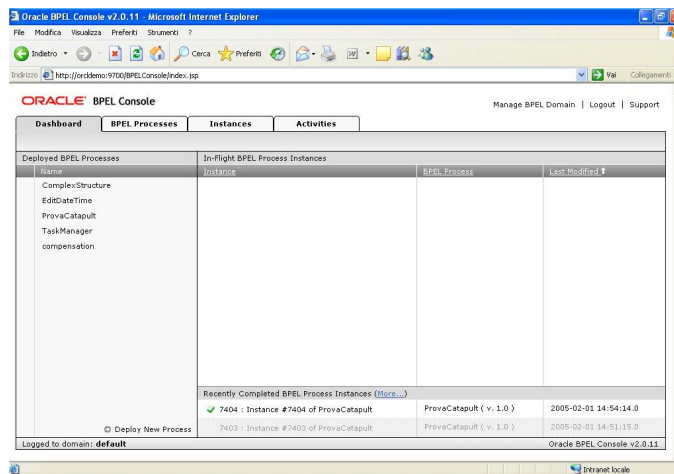 Oracle BPEL Console v2.0.11 - Microsoft Internet Explorer
File Modifica Visualizza Preferiti Strumenti ?
Indietro Cerca Preferiti
Indirizzo http://orcldemo:9700/BPELConsole/index.jsp Vai Collegamenti
ORACLE BPEL Console
Manage BPEL Domain | Logout | Support
Dashboard BPEL Processes Instances Activities
Deployed BPEL Processes In-Flight BPEL Process Instances
Name Instance BPEL Process Last Modified
ComplexStructure
EditDateTime
ProvaCatapult
TaskManager
compensation
Recently Completed BPEL Process Instances (More...)
7404 : Instance #7404 of ProvaCatapult ProvaCatapult ( v. 1.0 ) 2005-02-01 14:54:14.0
Deploy New Process 7403 : Instance #7403 of ProvaCatapult ProvaCatapult ( v. 1.0 ) 2005-02-01 14:51:15.0
Logged to domain: default Oracle BPEL Console v2.0.11
Intranet locale